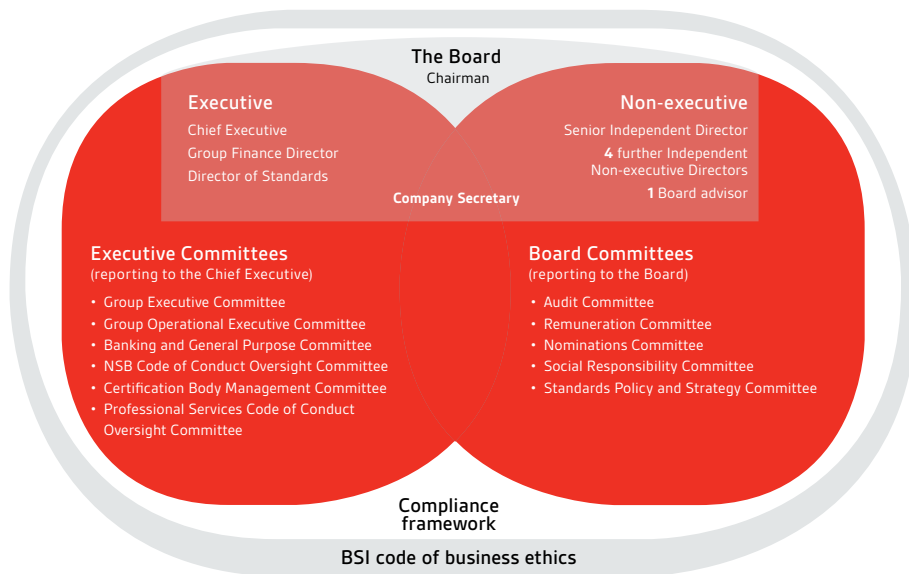 The Board
Chairman
Executive
Chief Executive
Group Finance Director
Director of Standards
Non-executive
Senior Independent Director
4 further Independent
Non-executive Directors
1 Board advisor
Company Secretary
Executive Committees
(reporting to the Chief Executive)
• Group Executive Committee
• Group Operational Executive Committee
• Banking and General Purpose Committee
• NSB Code of Conduct Oversight Committee
• Certification Body Management Committee
• Professional Services Code of Conduct
Oversight Committee
Board Committees
(reporting to the Board)
• Audit Committee
• Remuneration Committee
• Nominations Committee
• Social Responsibility Committee
• Standards Policy and Strategy Committee
Compliance
framework
BSI code of business ethics